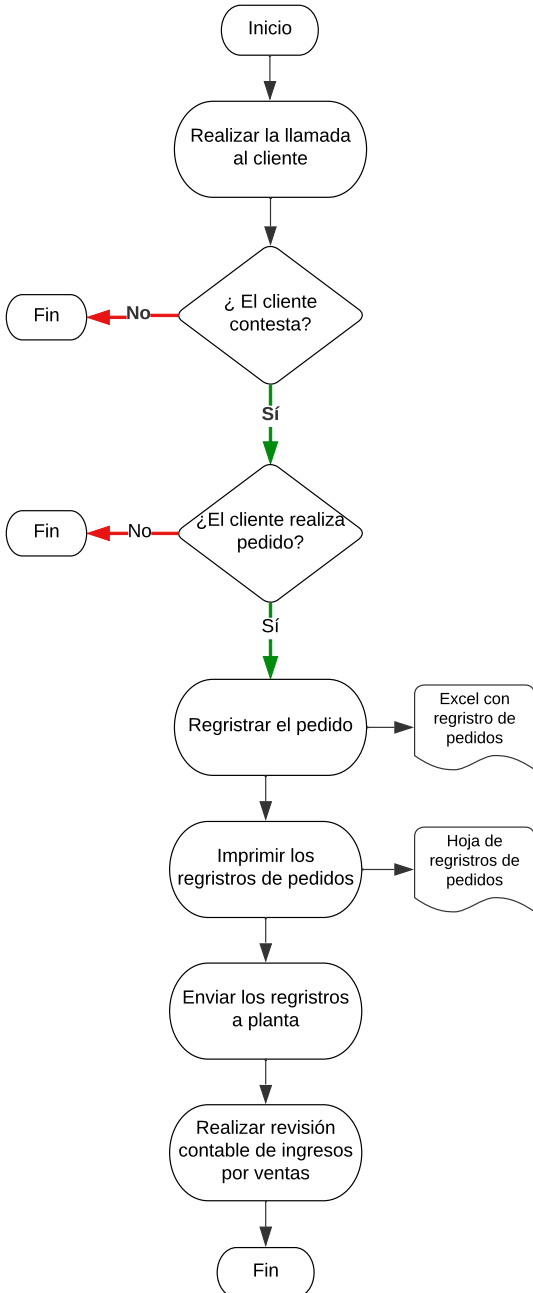 Inicio
Realizar la llamada
al cliente
¿ El cliente
contesta?
No
Fin
Sí
¿El cliente realiza
pedido?
No
Fin
Sí
Regristrar el pedido
Excel con
regristro de
pedidos
Imprimir los
regristros de pedidos
Hoja de
regristros de
pedidos
Enviar los regristros
a planta
Realizar revisión
contable de ingresos
por ventas
Fin